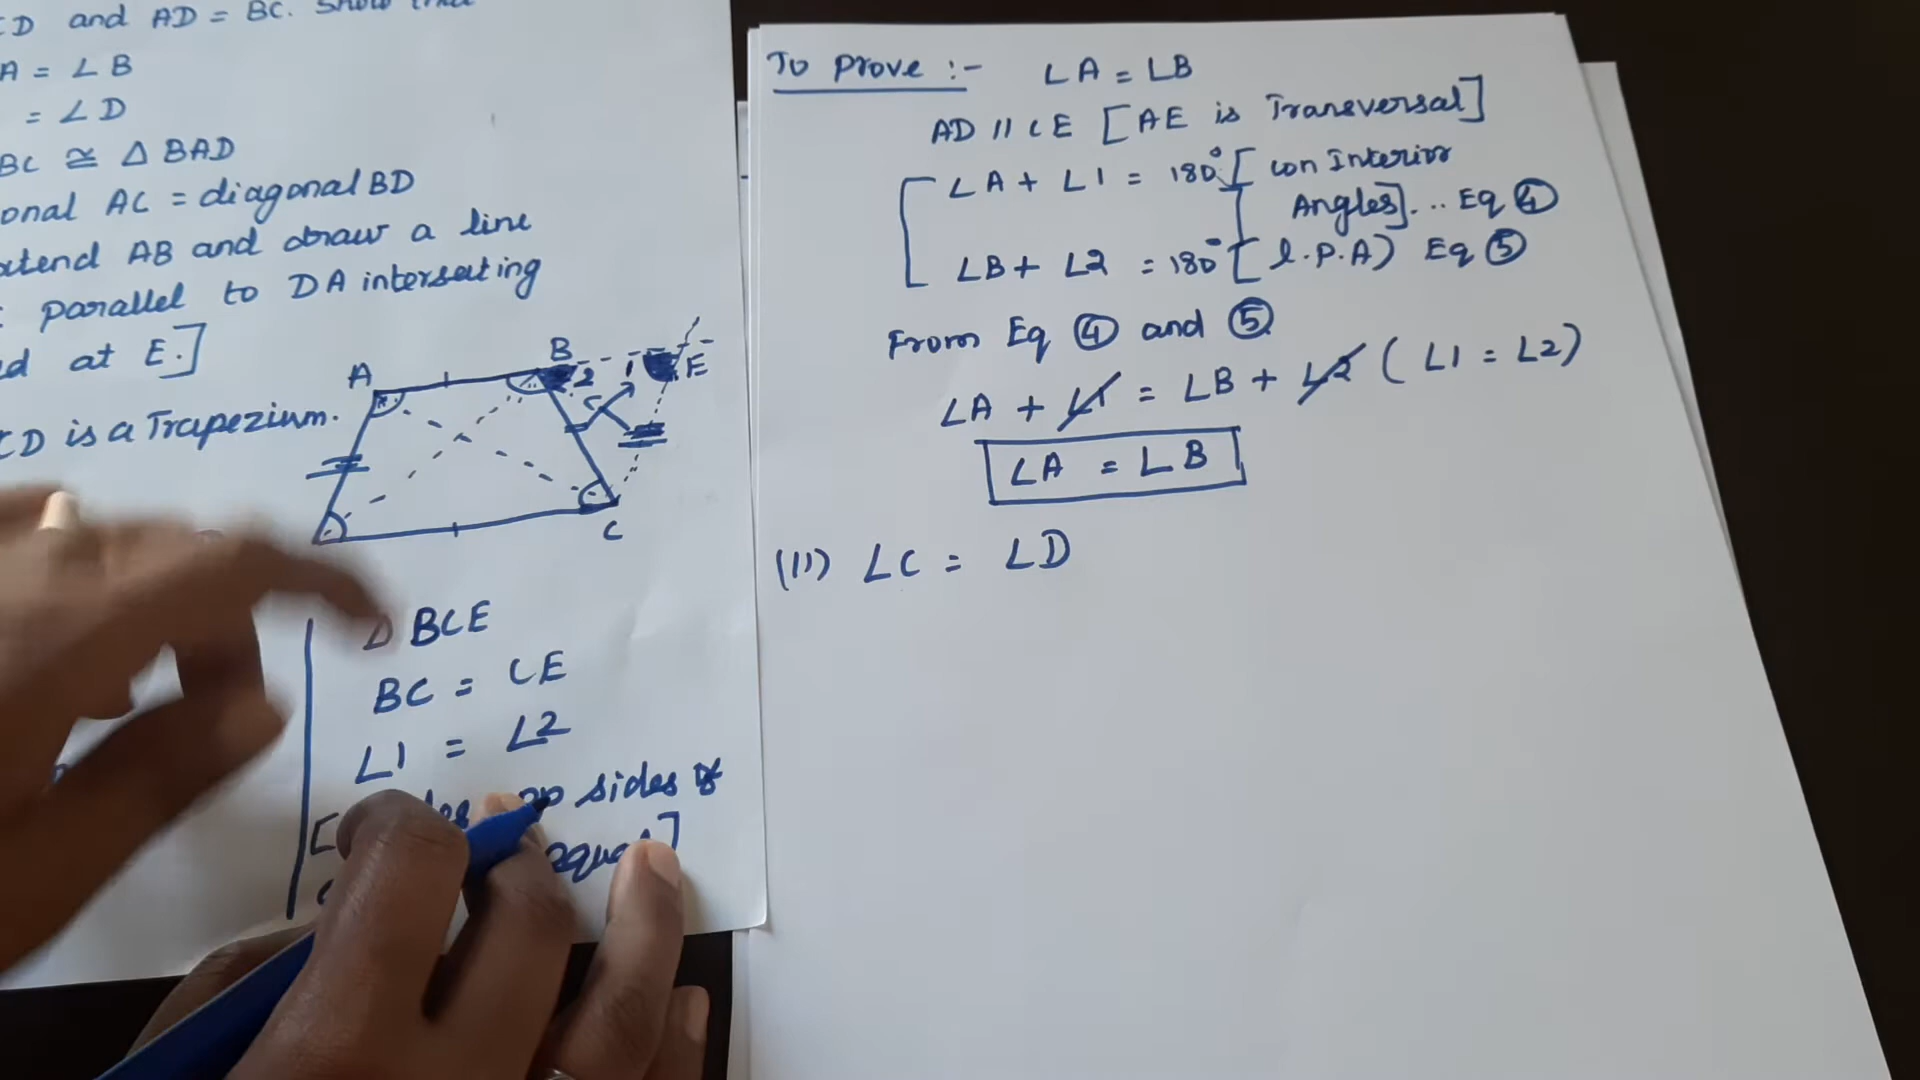 CD and AD = BC. Show that
A = ∠B
= ∠D
BC ≅ Δ BAD
onal AC = diagonal BD
xtend AB and draw a line
parallel to DA interseting
d at E.]
CD is a Trapezium.
A
B
2
1
E
C
Δ BCE
BC = CE
∠1 = ∠2
[ sides
]
To Prove :- ∠A = ∠B
AD || CE [AE is Transversal]
∠A + ∠1 = 180° [con Interior
Angles]... Eq ④
∠B + ∠2 = 180° [l.P.A) Eq ⑤
From Eq ④ and ⑤
∠A + ∠1 = ∠B + ∠2 (∠1 = ∠2)
∠A = ∠B
(II) ∠C = ∠D